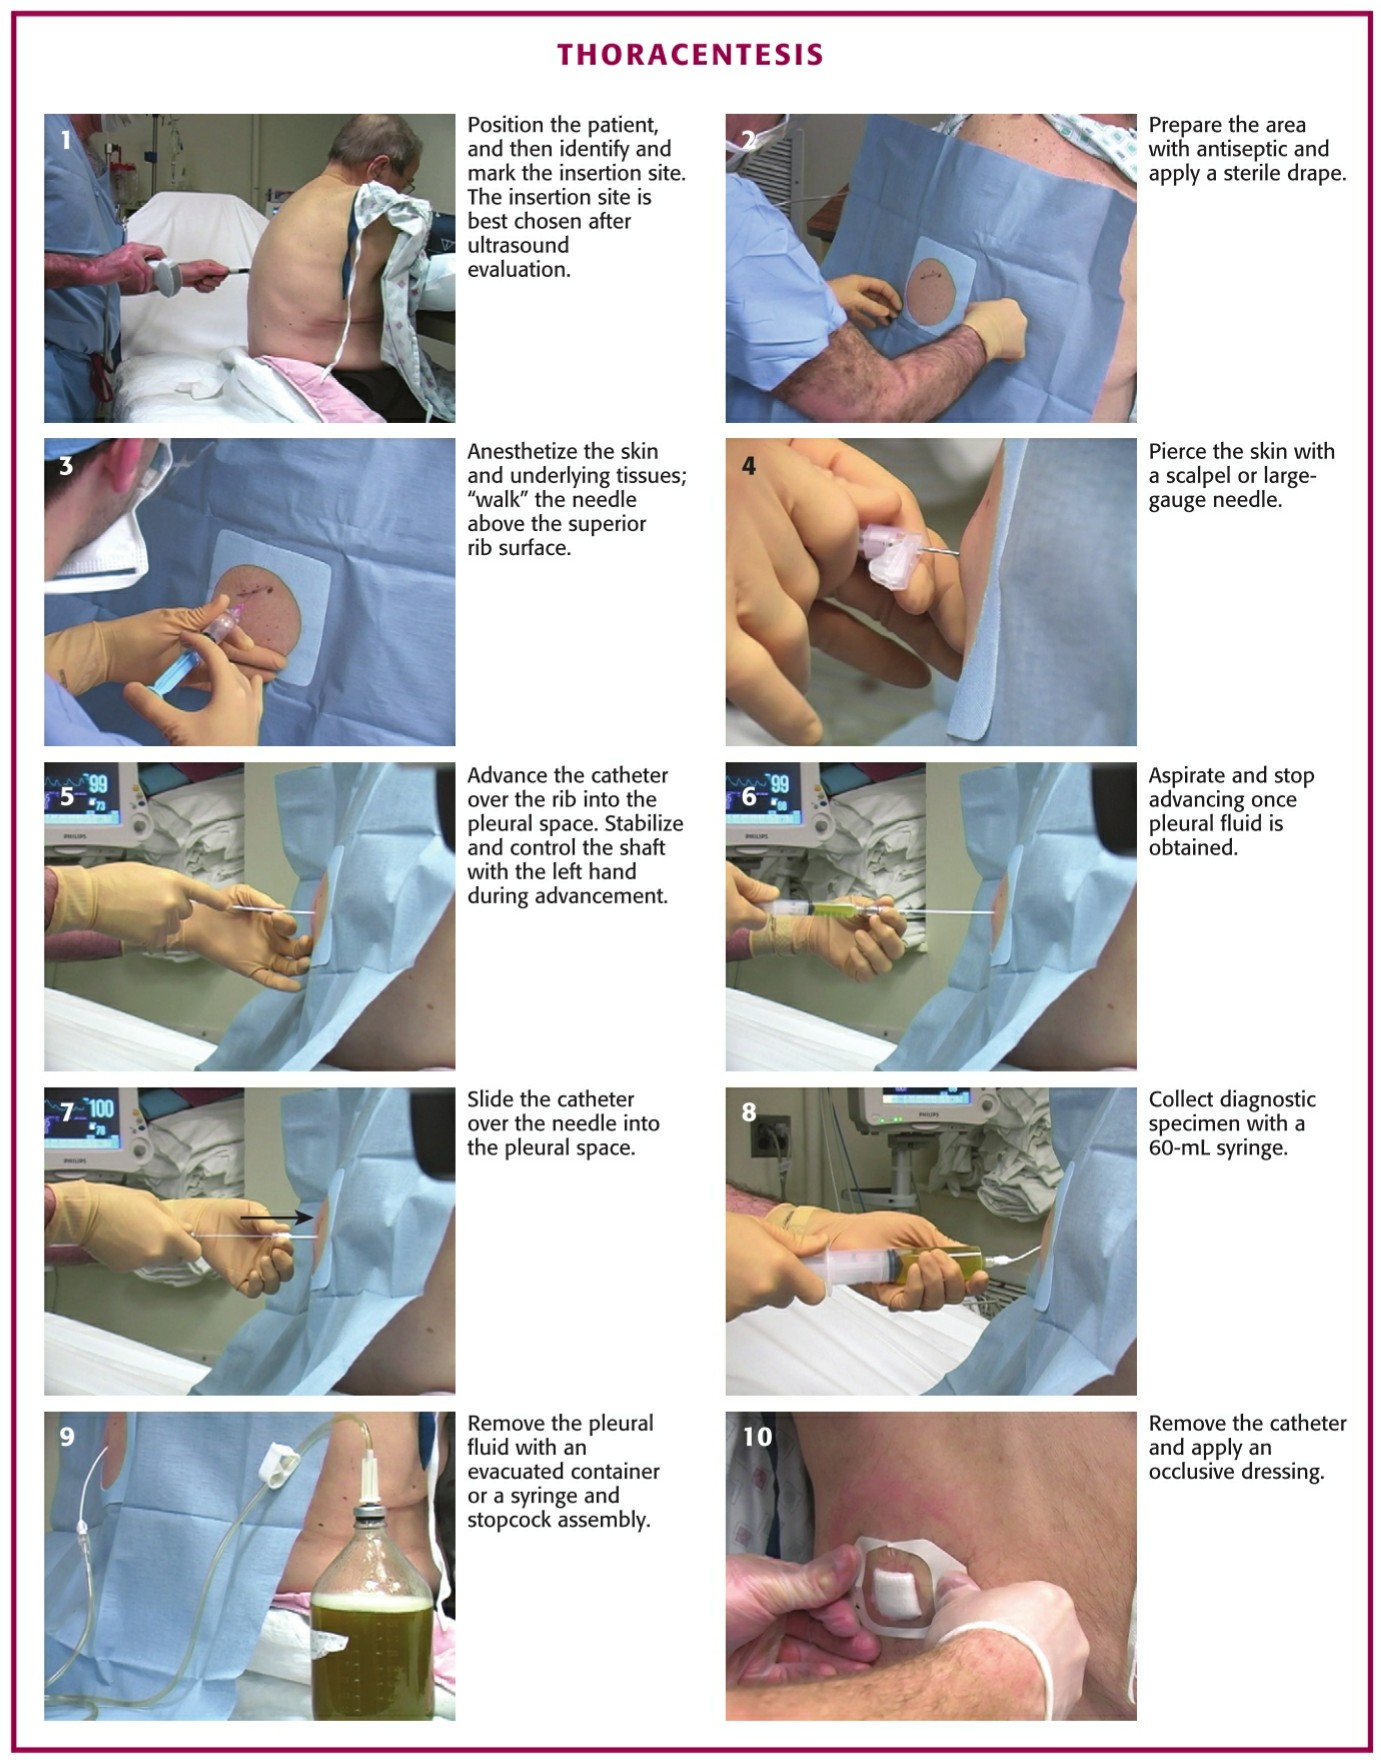 THORACENTESIS
1
Position the patient,
and then identify and
mark the insertion site.
The insertion site is
best chosen after
ultrasound
evaluation.
2
Prepare the area
with antiseptic and
apply a sterile drape.
3
Anesthetize the skin
and underlying tissues;
“walk” the needle
above the superior
rib surface.
4
Pierce the skin with
a scalpel or large-
gauge needle.
5
99
73
PHILIPS
Advance the catheter
over the rib into the
pleural space. Stabilize
and control the shaft
with the left hand
during advancement.
6
99
PHILIPS
Aspirate and stop
advancing once
pleural fluid is
obtained.
7
100
PHILIPS
Slide the catheter
over the needle into
the pleural space.
8
PHILIPS
Collect diagnostic
specimen with a
60-mL syringe.
9
Remove the pleural
fluid with an
evacuated container
or a syringe and
stopcock assembly.
10
Remove the catheter
and apply an
occlusive dressing.